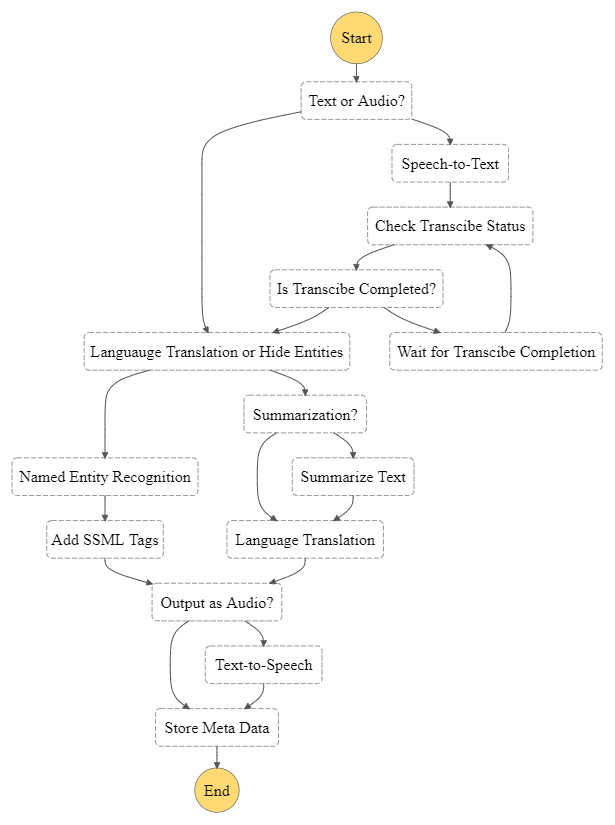 Start
Text or Audio?
Speech-to-Text
Check Transcibe Status
Is Transcibe Completed?
Languauge Translation or Hide Entities
Wait for Transcibe Completion
Summarization?
Named Entity Recognition
Summarize Text
Add SSML Tags
Language Translation
Output as Audio?
Text-to-Speech
Store Meta Data
End